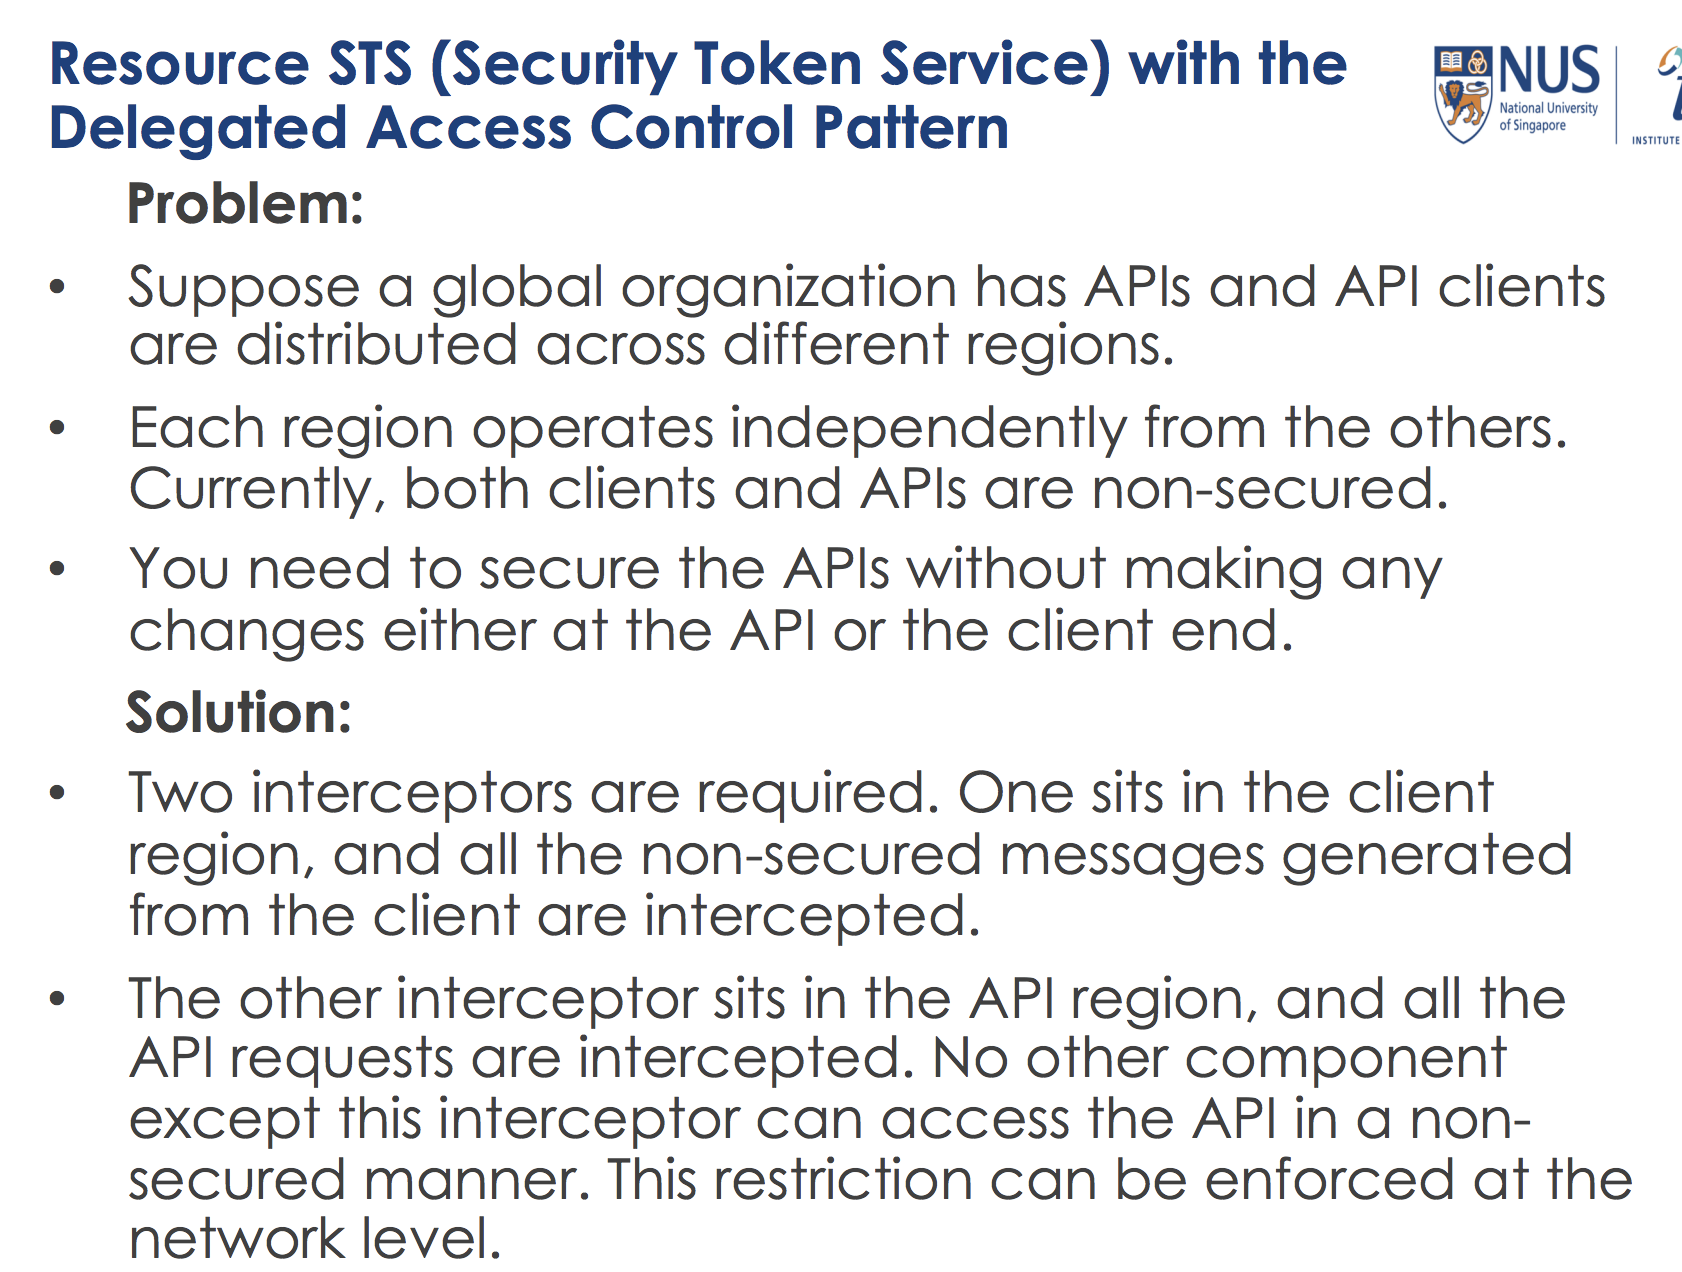 Resource STS (Security Token Service) with the
Delegated Access Control Pattern
NUS
National University
of Singapore
INSTITUTE
Problem:
• Suppose a global organization has APIs and API clients
are distributed across different regions.
• Each region operates independently from the others.
Currently, both clients and APIs are non-secured.
• You need to secure the APIs without making any
changes either at the API or the client end.
Solution:
• Two interceptors are required. One sits in the client
region, and all the non-secured messages generated
from the client are intercepted.
• The other interceptor sits in the API region, and all the
API requests are intercepted. No other component
except this interceptor can access the API in a non-
secured manner. This restriction can be enforced at the
network level.